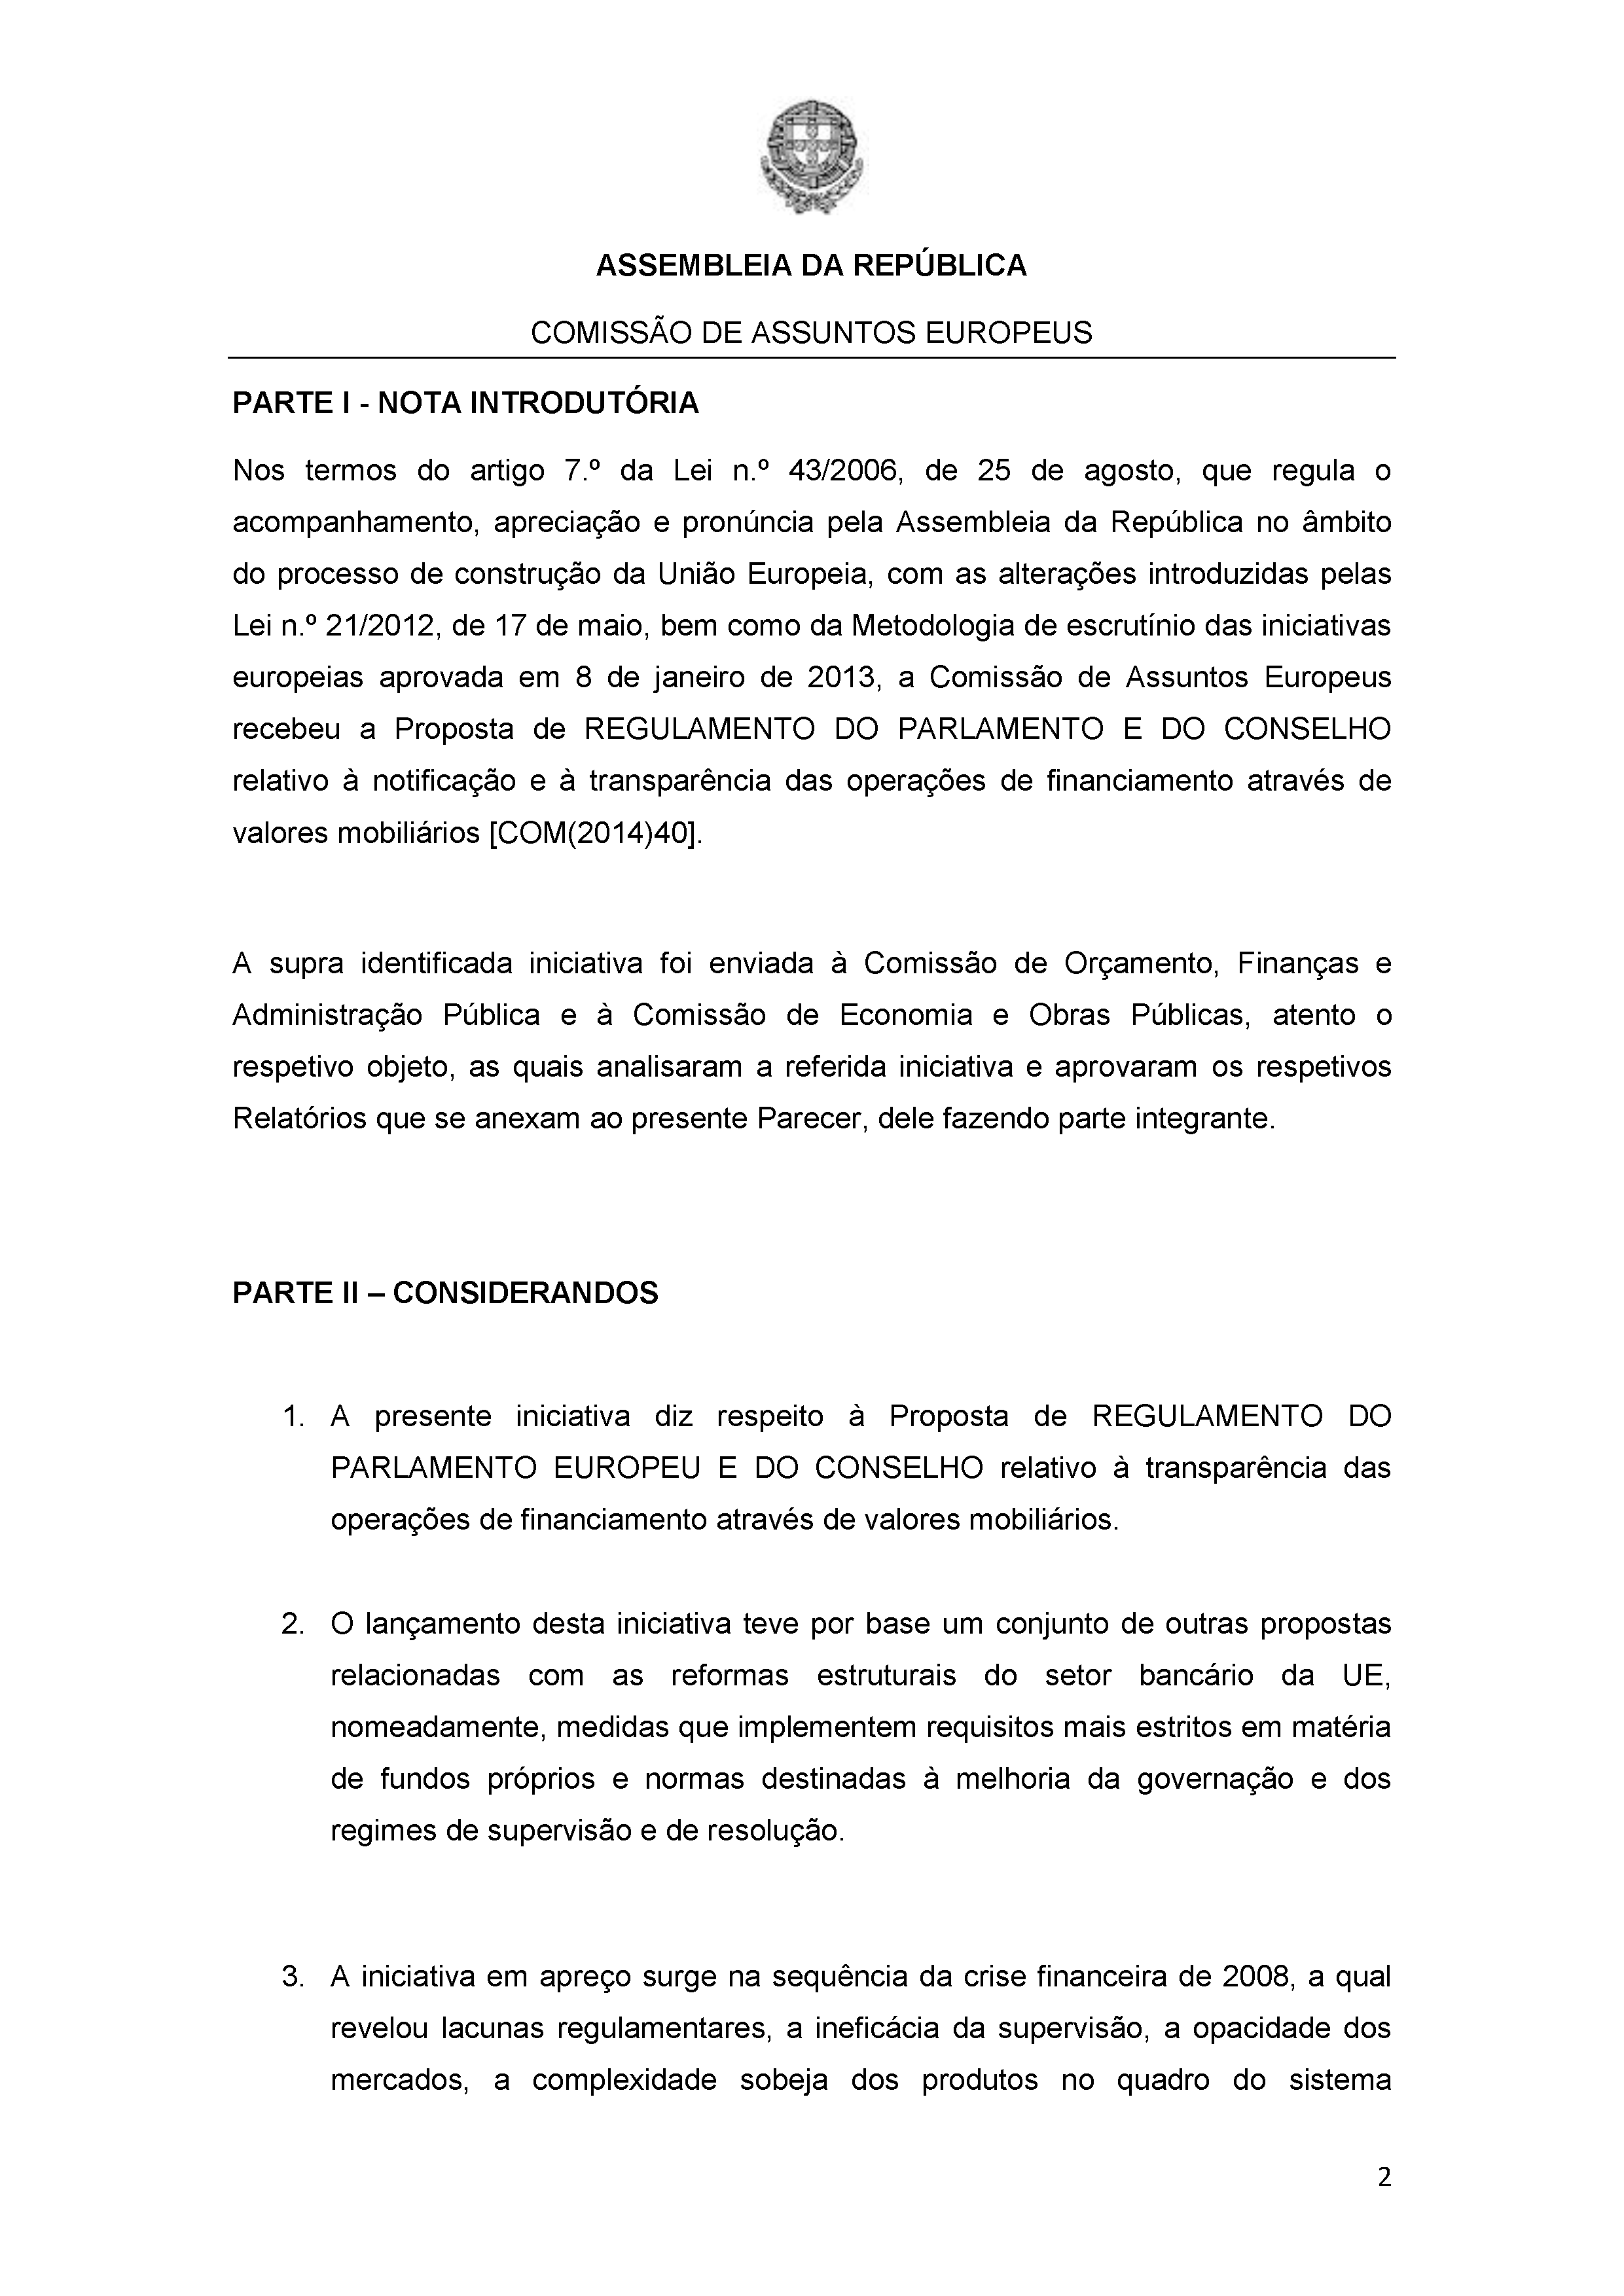 ASSEMBLEIA DA REPÚBLICA
COMISSÃO DE ASSUNTOS EUROPEUS
PARTE I - NOTA INTRODUTÓRIA
Nos termos do artigo 7.º da Lei n.º 43/2006, de 25 de agosto, que regula o
acompanhamento, apreciação e pronúncia pela Assembleia da República no âmbito
do processo de construção da União Europeia, com as alterações introduzidas pelas
Lei n.º 21/2012, de 17 de maio, bem como da Metodologia de escrutínio das iniciativas
europeias aprovada em 8 de janeiro de 2013, a Comissão de Assuntos Europeus
recebeu a Proposta de REGULAMENTO DO PARLAMENTO E DO CONSELHO
relativo à notificação e à transparência das operações de financiamento através de
valores mobiliários [COM(2014)40].
A supra identificada iniciativa foi enviada à Comissão de Orçamento, Finanças e
Administração Pública e à Comissão de Economia e Obras Públicas, atento o
respetivo objeto, as quais analisaram a referida iniciativa e aprovaram os respetivos
Relatórios que se anexam ao presente Parecer, dele fazendo parte integrante.
PARTE II – CONSIDERANDOS
1. A presente iniciativa diz respeito à Proposta de REGULAMENTO DO
PARLAMENTO EUROPEU E DO CONSELHO relativo à transparência das
operações de financiamento através de valores mobiliários.
2. O lançamento desta iniciativa teve por base um conjunto de outras propostas
relacionadas com as reformas estruturais do setor bancário da UE,
nomeadamente, medidas que implementem requisitos mais estritos em matéria
de fundos próprios e normas destinadas à melhoria da governação e dos
regimes de supervisão e de resolução.
3. A iniciativa em apreço surge na sequência da crise financeira de 2008, a qual
revelou lacunas regulamentares, a ineficácia da supervisão, a opacidade dos
mercados, a complexidade sobeja dos produtos no quadro do sistema
2